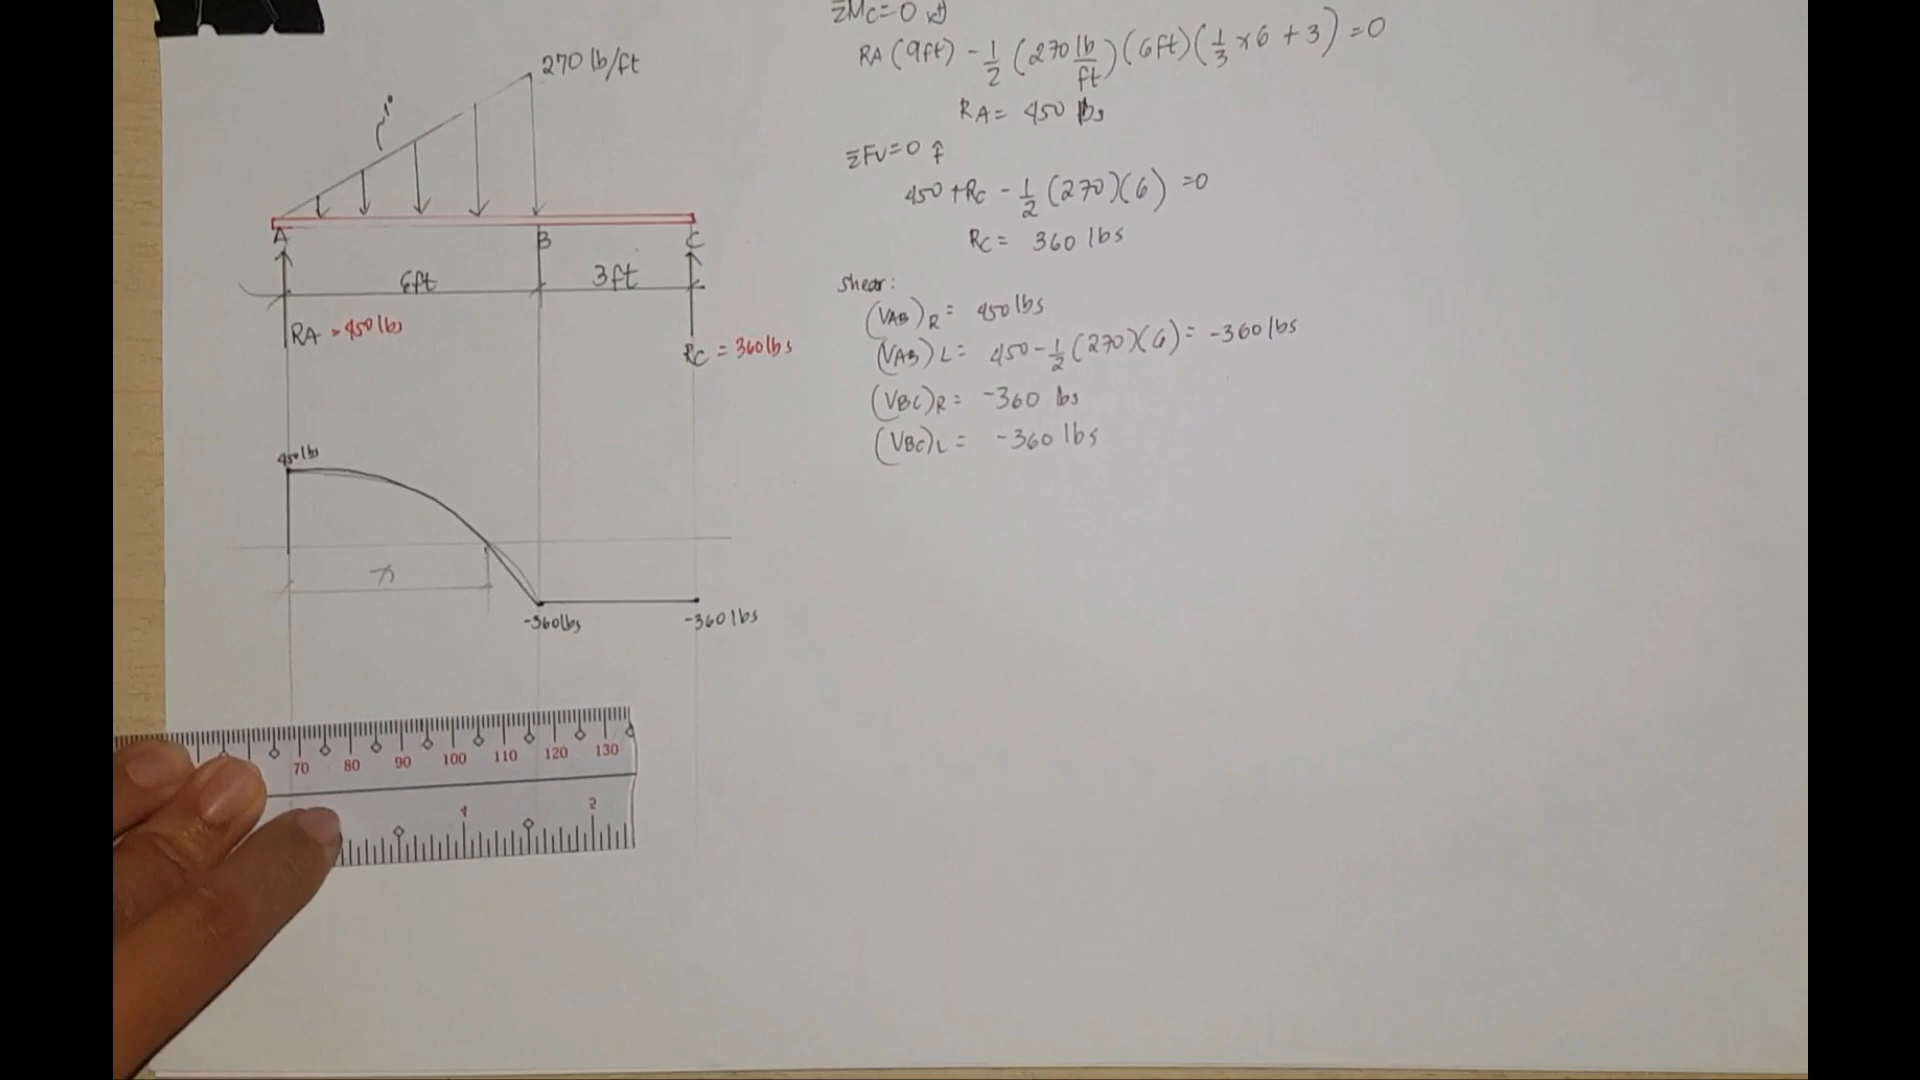 270 lb/ft
A
B
C
6ft
3ft
RA = 450 lbs
RC = 360 lbs
450 lbs
x
-360 lbs
-360 lbs
ΣMC=0
RA (9ft) - 1/2 (270 lb/ft) (6ft) (1/3 x 6 + 3) = 0
RA = 450 lbs
ΣFV=0
450 + RC - 1/2 (270)(6) = 0
RC = 360 lbs
Shear:
(VAB)R = 450 lbs
(VAB)L = 450 - 1/2 (270)(6) = -360 lbs
(VBC)R = -360 lbs
(VBC)L = -360 lbs
70 80 90 100 110 120 130
1 2